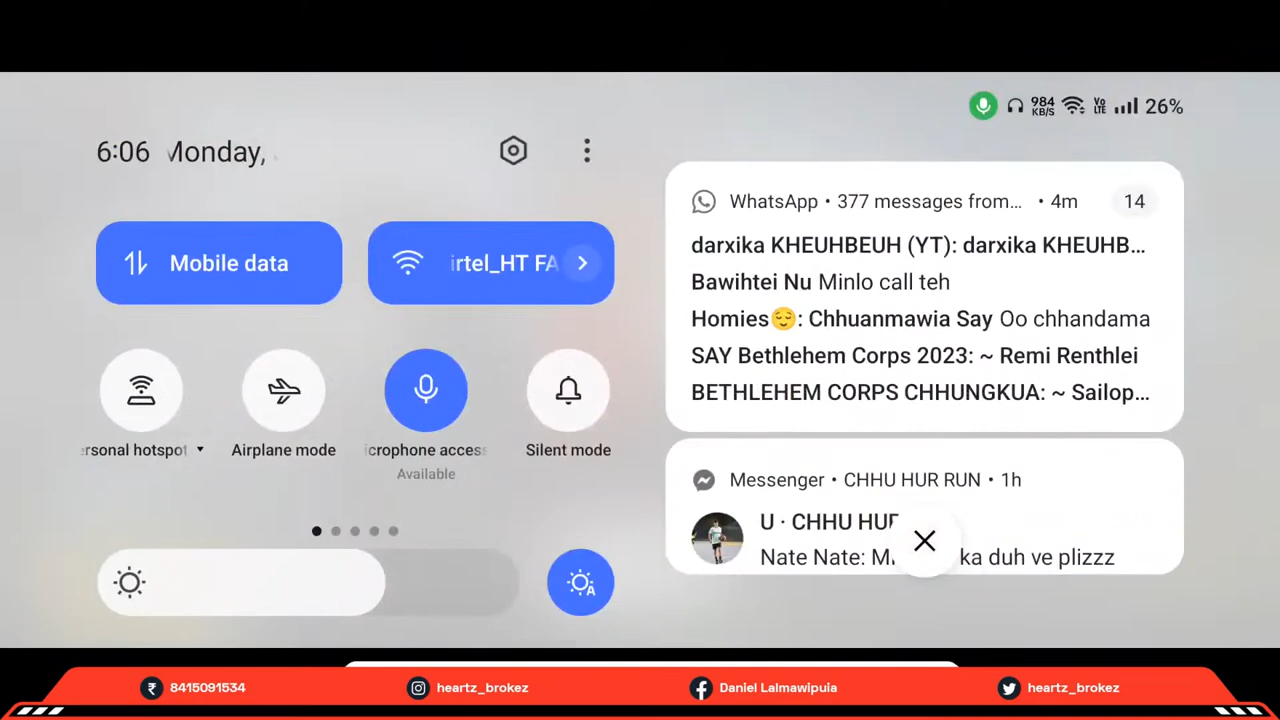 984
KB/S
Vo
LTE
26%
6:06
Monday,
Mobile data
irtel_HT FA
ersonal hotspot
Airplane mode
icrophone access
Available
Silent mode
A
WhatsApp • 377 messages from... • 4m 14
darxika KHEUHBEUH (YT): darxika KHEUHB...
Bawihtei Nu Minlo call teh
Homies😌: Chhuanmawia Say Oo chhandama
SAY Bethlehem Corps 2023: ~ Remi Renthlei
BETHLEHEM CORPS CHHUNGKUA: ~ Sailop...
Messenger • CHHU HUR RUN • 1h
U · CHHU HUR
Nate Nate: ka duh ve plizzz
₹ 8415091534
heartz_brokez
Daniel Lalmawipuia
heartz_brokez